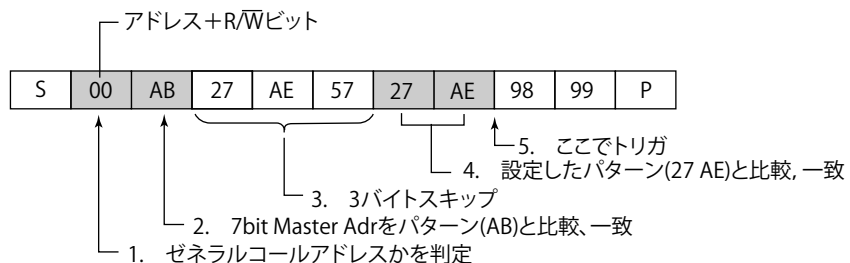 アドレス＋R/W̅ビット
S 00 AB 27 AE 57 27 AE 98 99 P
5. ここでトリガ
4. 設定したパターン(27 AE)と比較, 一致
3. 3バイトスキップ
2. 7bit Master Adrをパターン(AB)と比較、一致
1. ゼネラルコールアドレスかを判定